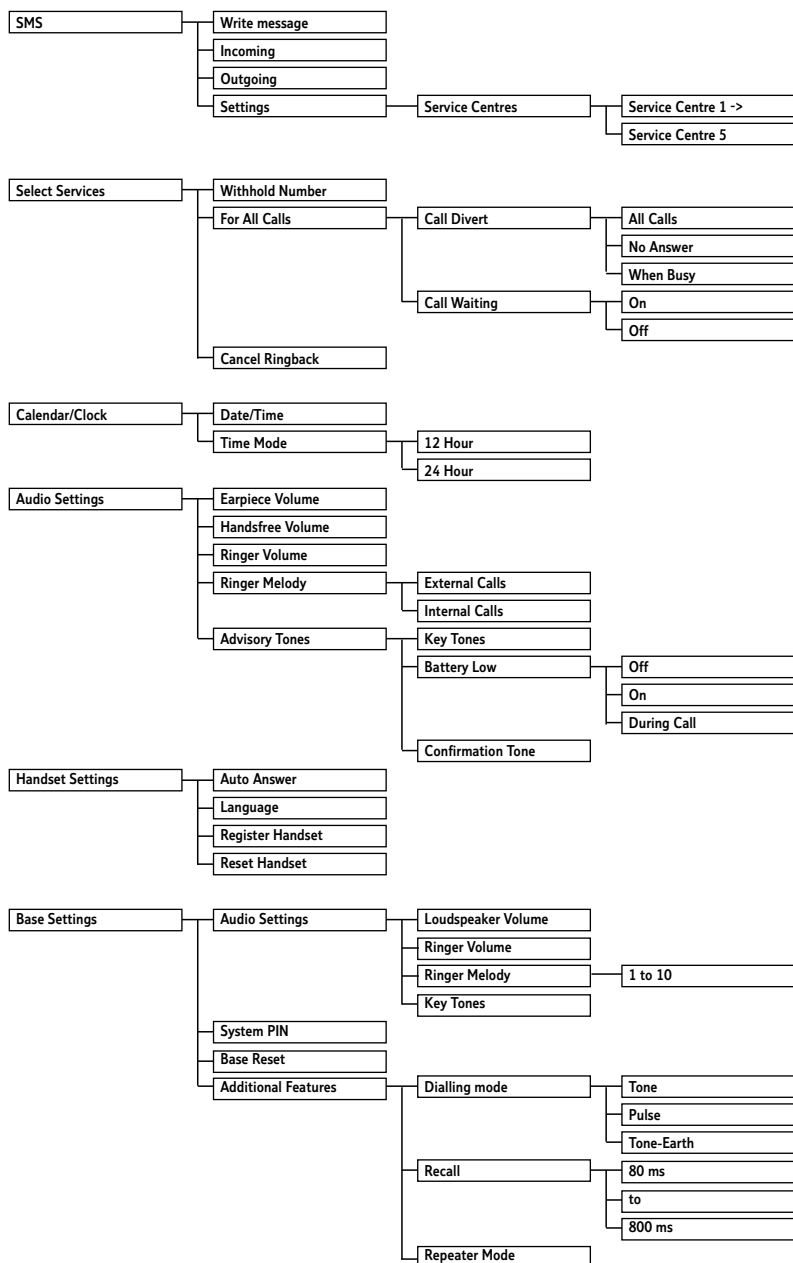 SMS
Write message
Incoming
Outgoing
Settings
Service Centres
Service Centre 1 ->
Service Centre 5
Select Services
Withhold Number
For All Calls
Call Divert
All Calls
No Answer
When Busy
Call Waiting
On
Off
Cancel Ringback
Calendar/Clock
Date/Time
Time Mode
12 Hour
24 Hour
Audio Settings
Earpiece Volume
Handsfree Volume
Ringer Volume
Ringer Melody
External Calls
Internal Calls
Advisory Tones
Key Tones
Battery Low
Off
On
During Call
Confirmation Tone
Handset Settings
Auto Answer
Language
Register Handset
Reset Handset
Base Settings
Audio Settings
Loudspeaker Volume
Ringer Volume
Ringer Melody
1 to 10
Key Tones
System PIN
Base Reset
Additional Features
Dialling mode
Tone
Pulse
Tone-Earth
Recall
80 ms
to
800 ms
Repeater Mode